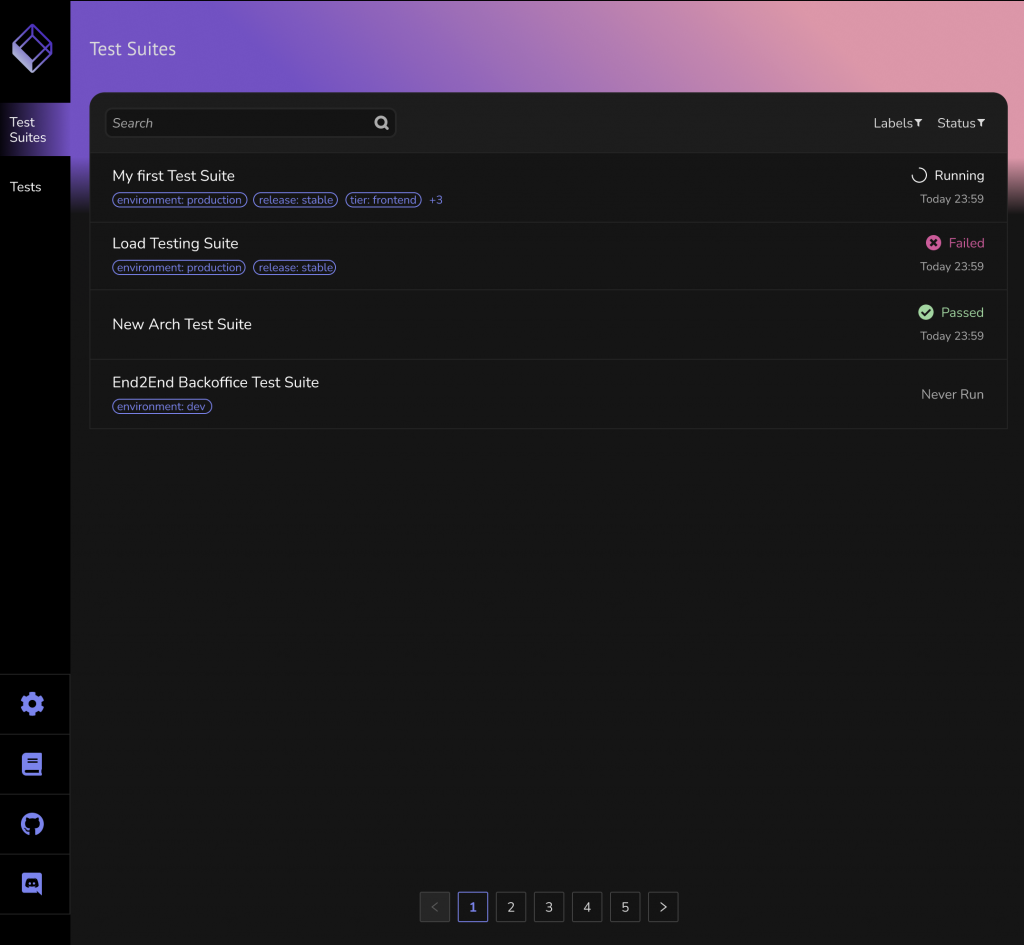 Test Suites
Test
Suites
Tests
Search
Labels Status
My first Test Suite
Running
environment: production release: stable tier: frontend +3
Today 23:59
Load Testing Suite
Failed
environment: production release: stable
Today 23:59
New Arch Test Suite
Passed
Today 23:59
End2End Backoffice Test Suite
environment: dev
Never Run
< 1 2 3 4 5 >